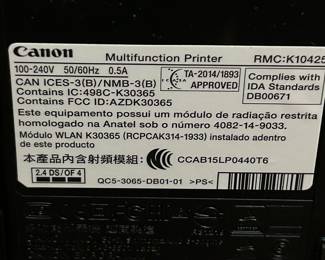 Canon Multifunction Printer RMC:K10425
100-240V 50/60Hz 0.5A
CAN ICES-3(B)/NMB-3(B)
Contains IC:498C-K30365
Contains FCC ID:AZDK30365
TA-2014/1893
APPROVED
Complies with
IDA Standards
DB00671
Este equipamento possui um módulo de radiação restrita
homologado na Anatel sob o número 4082-14-9033.
Módulo WLAN K30365 (RCPCAK314-1933) instalado adentro
de este producto
本產品內含射頻模組: CCAB15LP0440T6
2.4 DS/OF 4
QC5-3065-DB01-01 >PS<